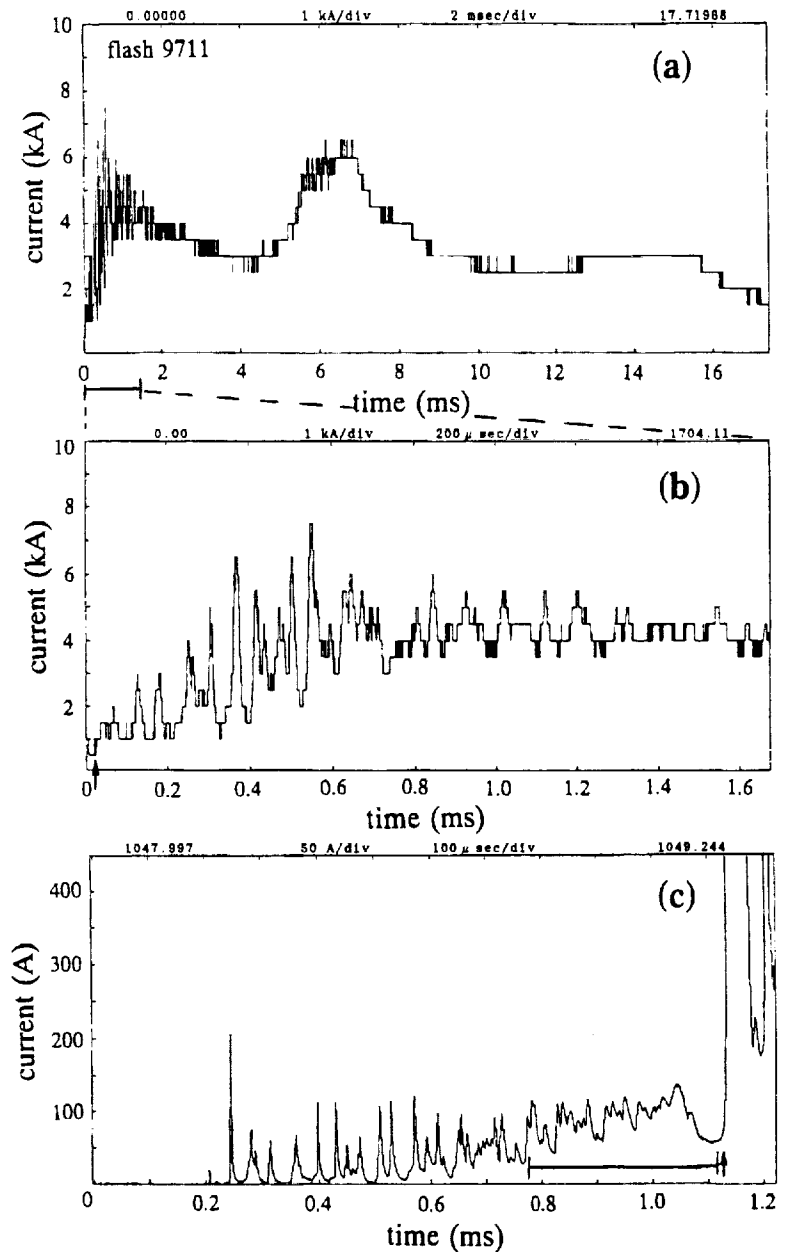 0.00000 1 kA/div 2 msec/div 17.71988
flash 9711
(a)
current (kA)
10
8
6
4
2
0 2 4 6 8 10 12 14 16
time (ms)
0.00 1 kA/div 200 μ sec/div 1704.11
(b)
current (kA)
10
8
6
4
2
0 0.2 0.4 0.6 0.8 1.0 1.2 1.4 1.6
time (ms)
1047.997 50 A/div 100 μ sec/div 1049.244
(c)
current (A)
400
300
200
100
0 0.2 0.4 0.6 0.8 1.0 1.2
time (ms)